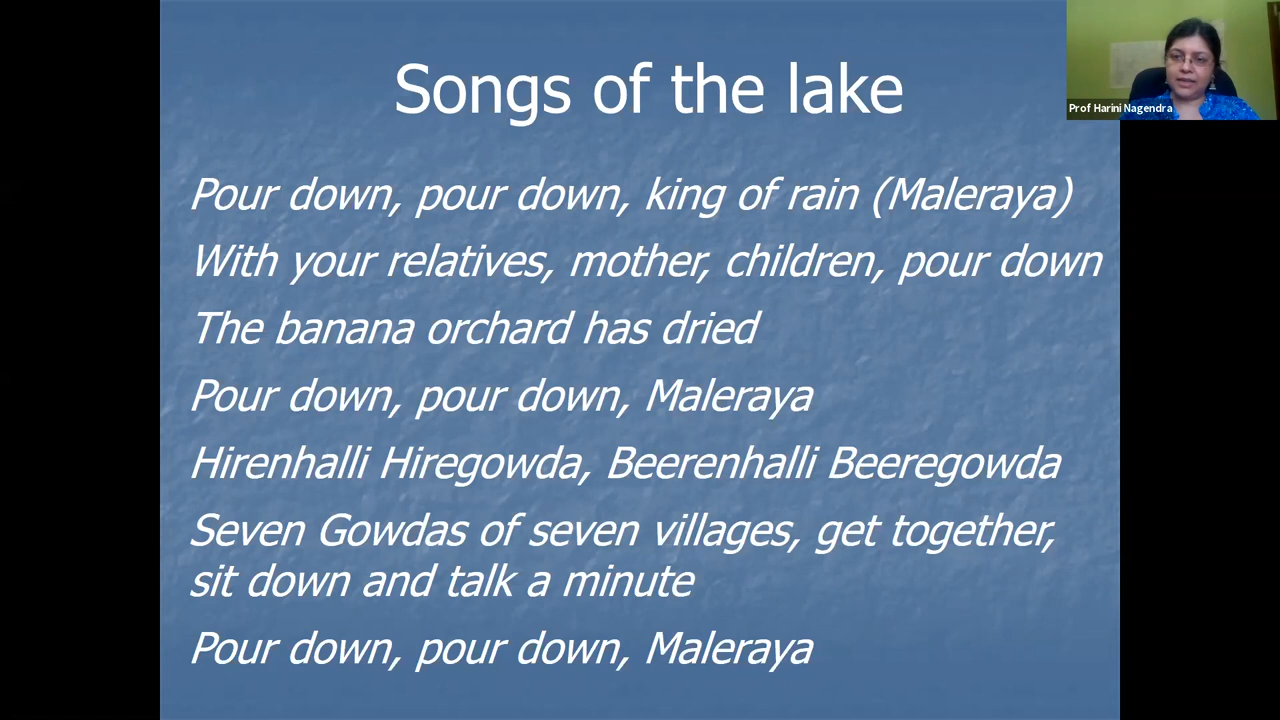 Songs of the lake
Prof Harini Nagendra
Pour down, pour down, king of rain (Maleraya)
With your relatives, mother, children, pour down
The banana orchard has dried
Pour down, pour down, Maleraya
Hirenhalli Hiregowda, Beerenhalli Beeregowda
Seven Gowdas of seven villages, get together,
sit down and talk a minute
Pour down, pour down, Maleraya